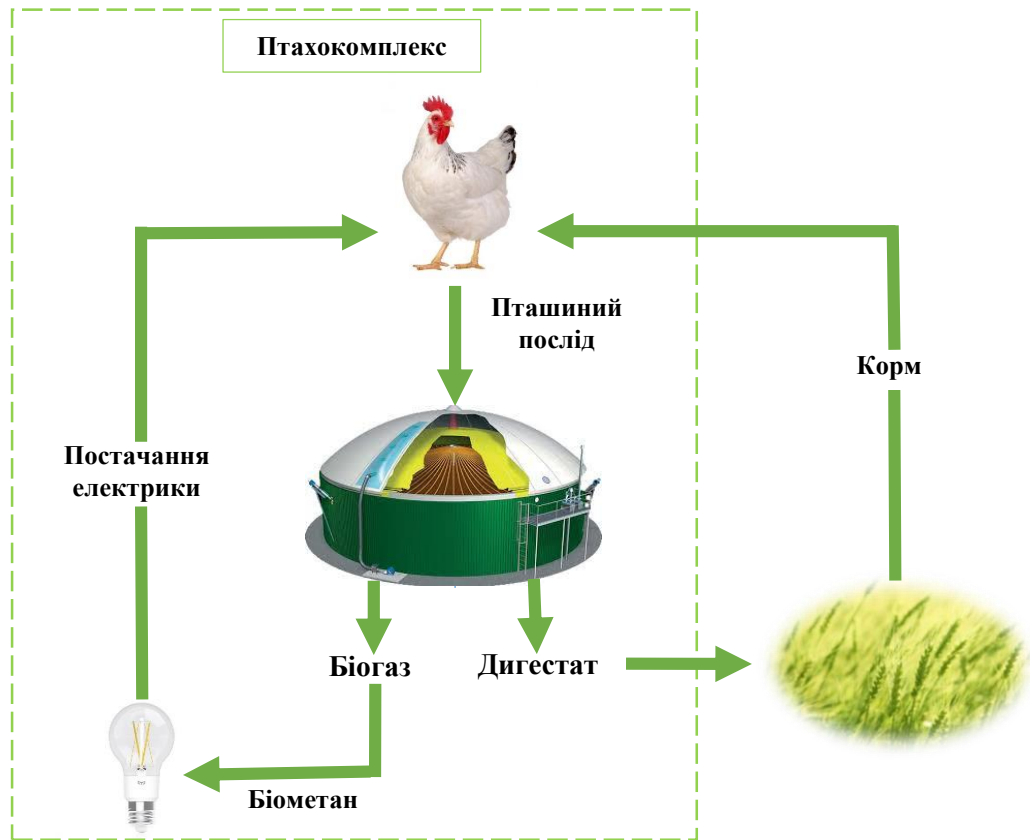 Птахокомплекс
Пташиний
послід
Корм
Постачання
електрики
Біогаз
Дигестат
Біометан